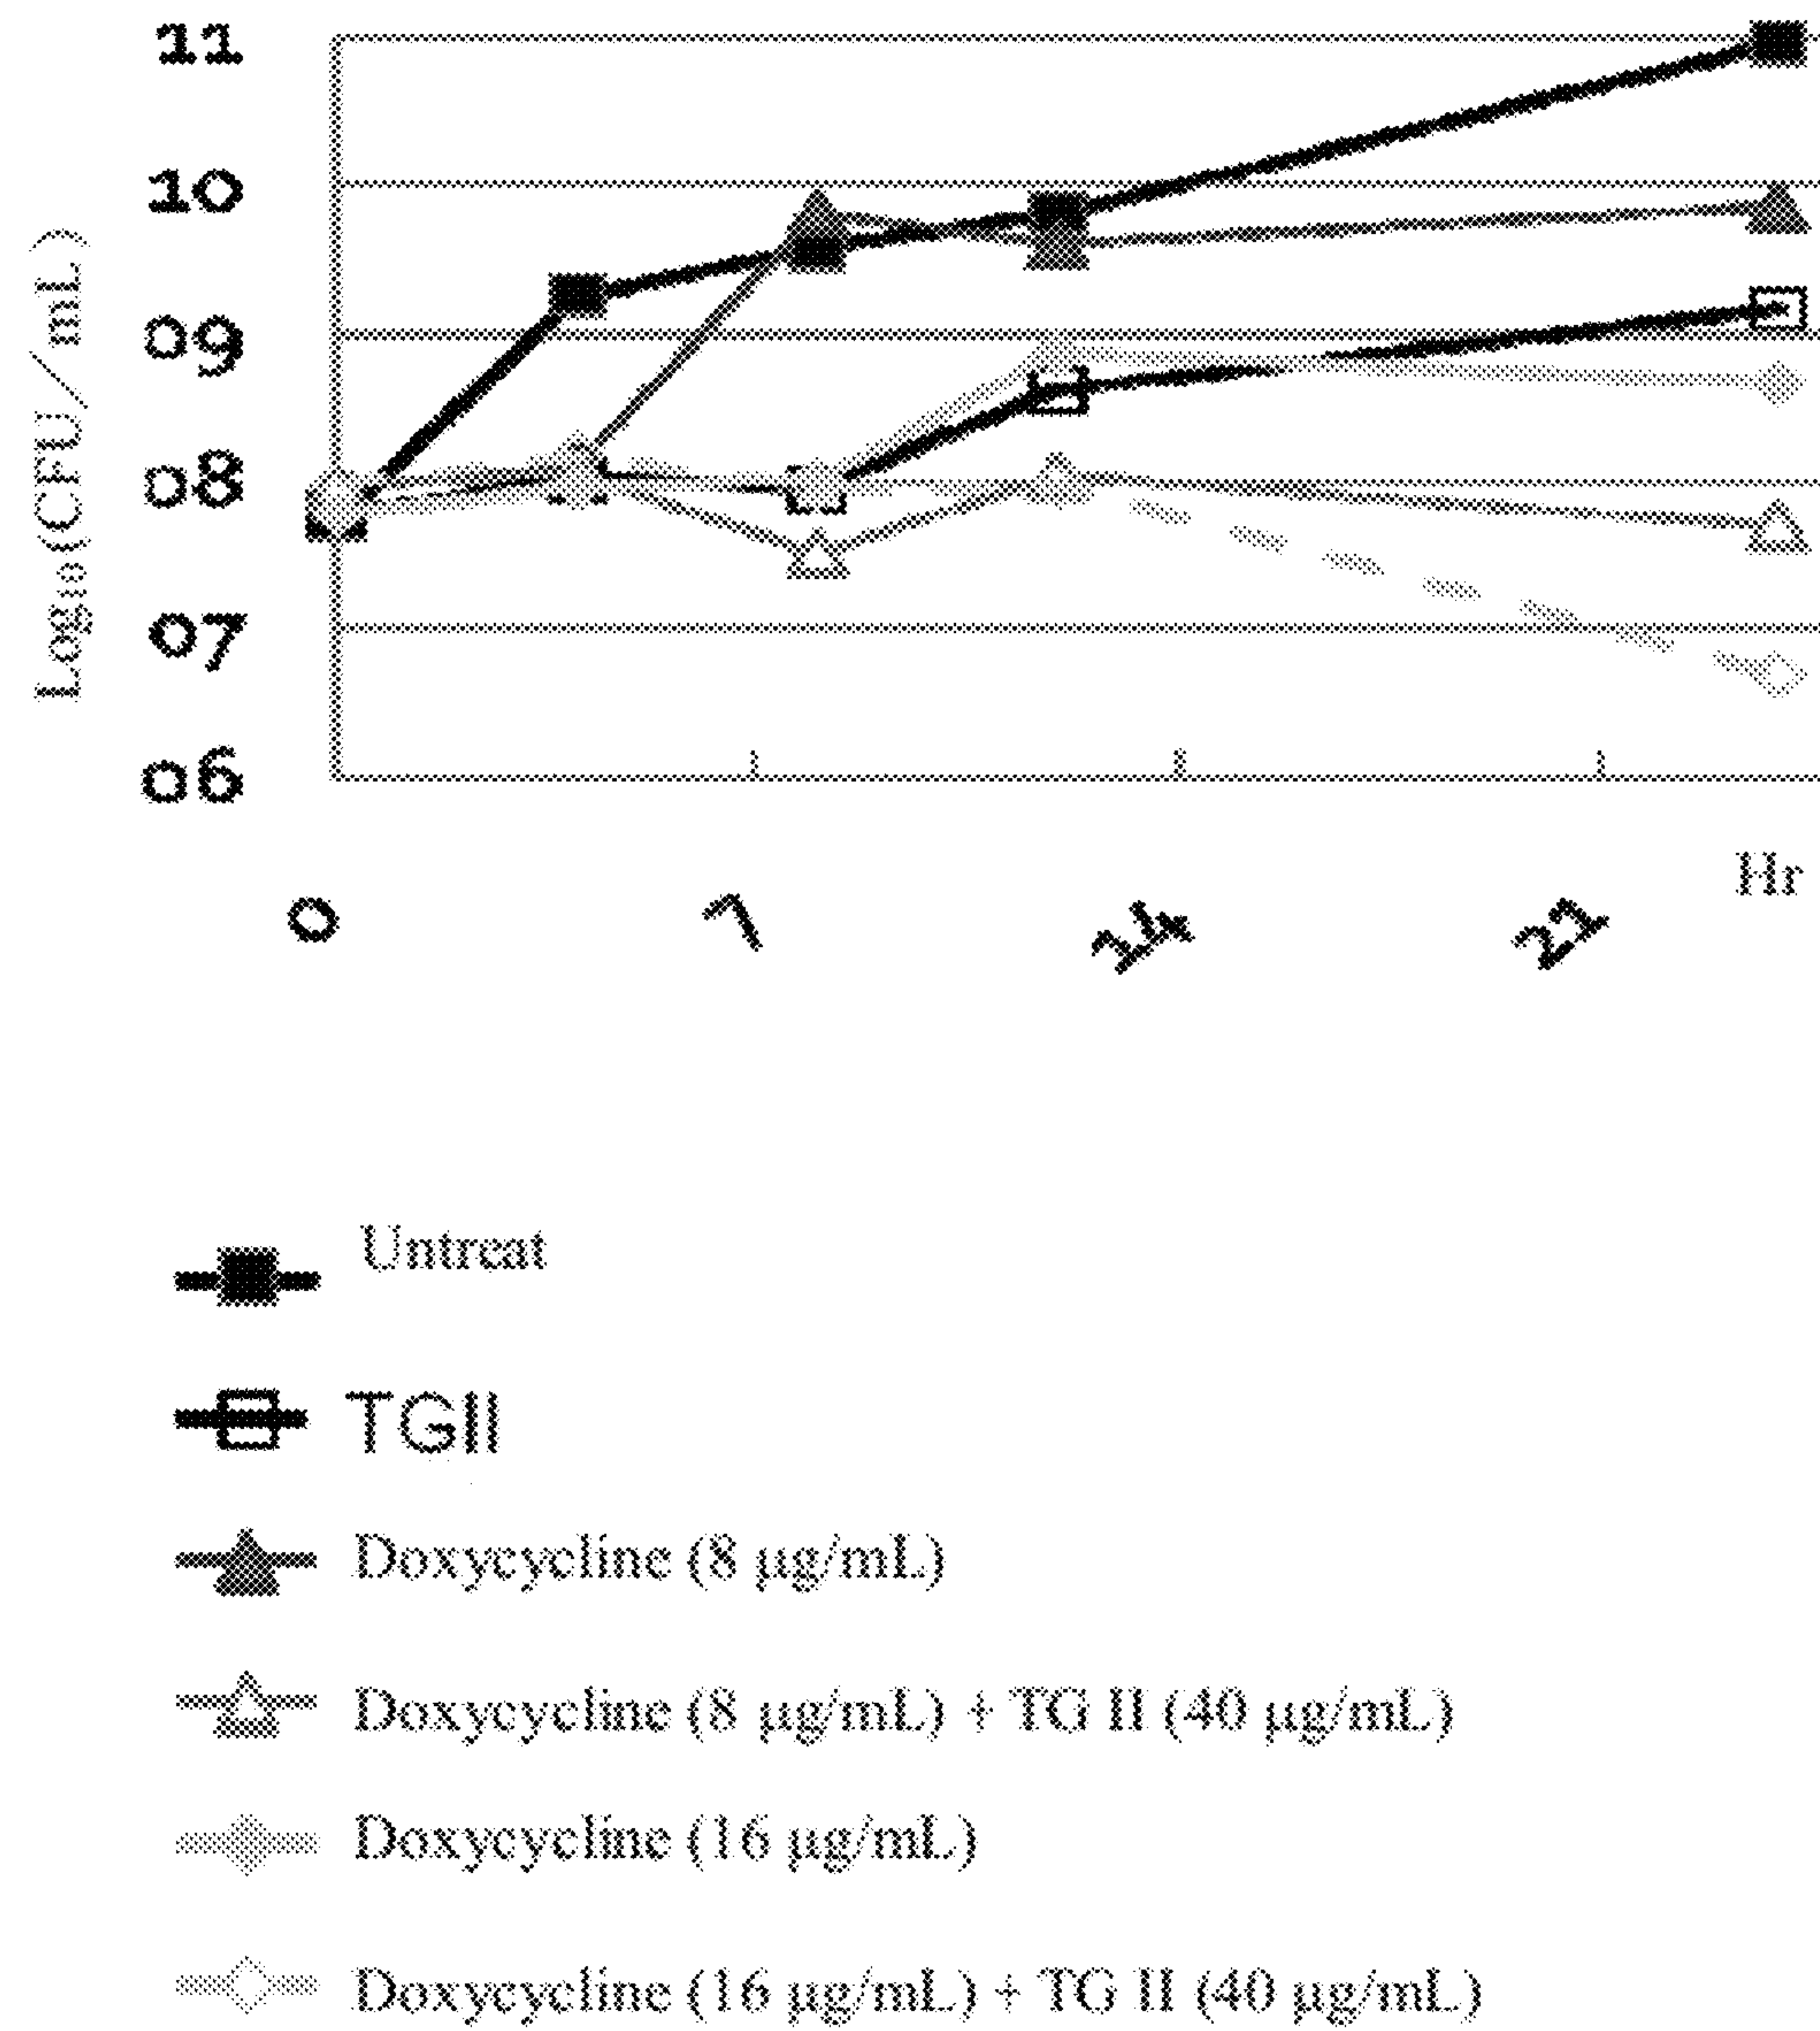 11
10
09
08
07
06
Log₁₀(CFU/mL)
Hr
0
7
14
21
Untreat
TGII
Doxycycline (8 μg/mL)
Doxycycline (8 μg/mL) + TG II (40 μg/mL)
Doxycycline (16 μg/mL)
Doxycycline (16 μg/mL) + TG II (40 μg/mL)